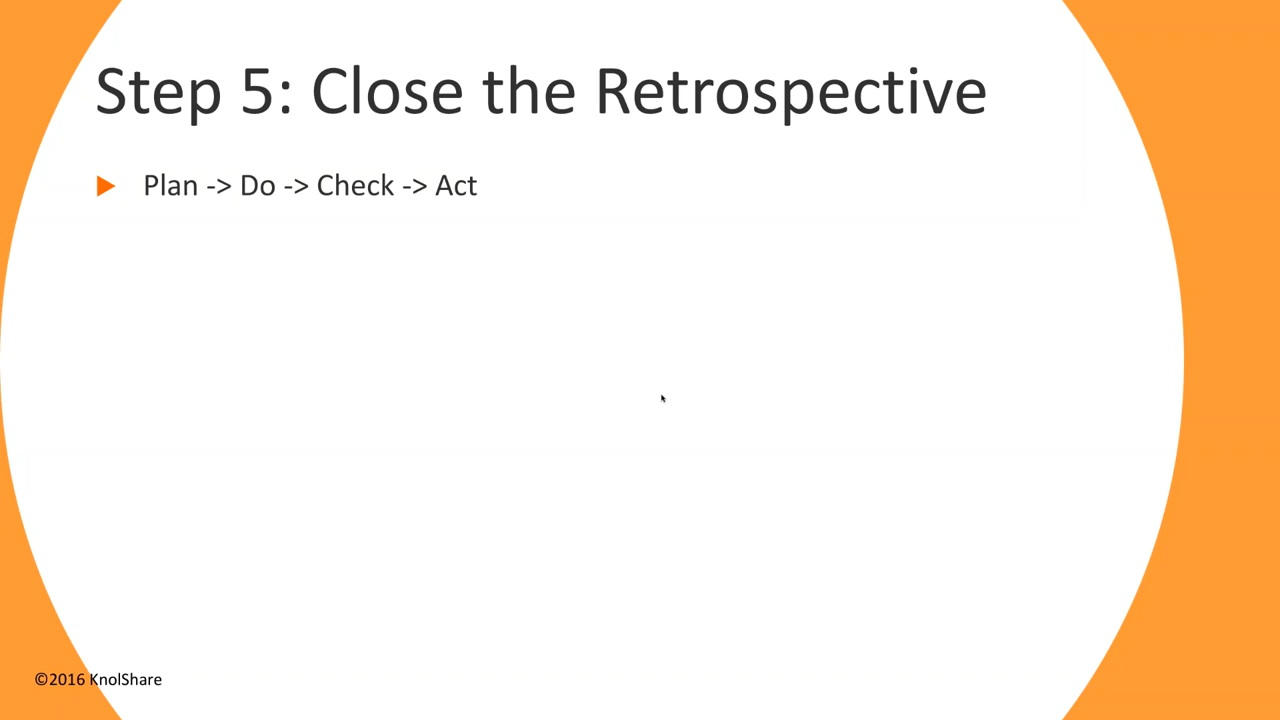 Step 5: Close the Retrospective
Plan -> Do -> Check -> Act
©2016 KnolShare